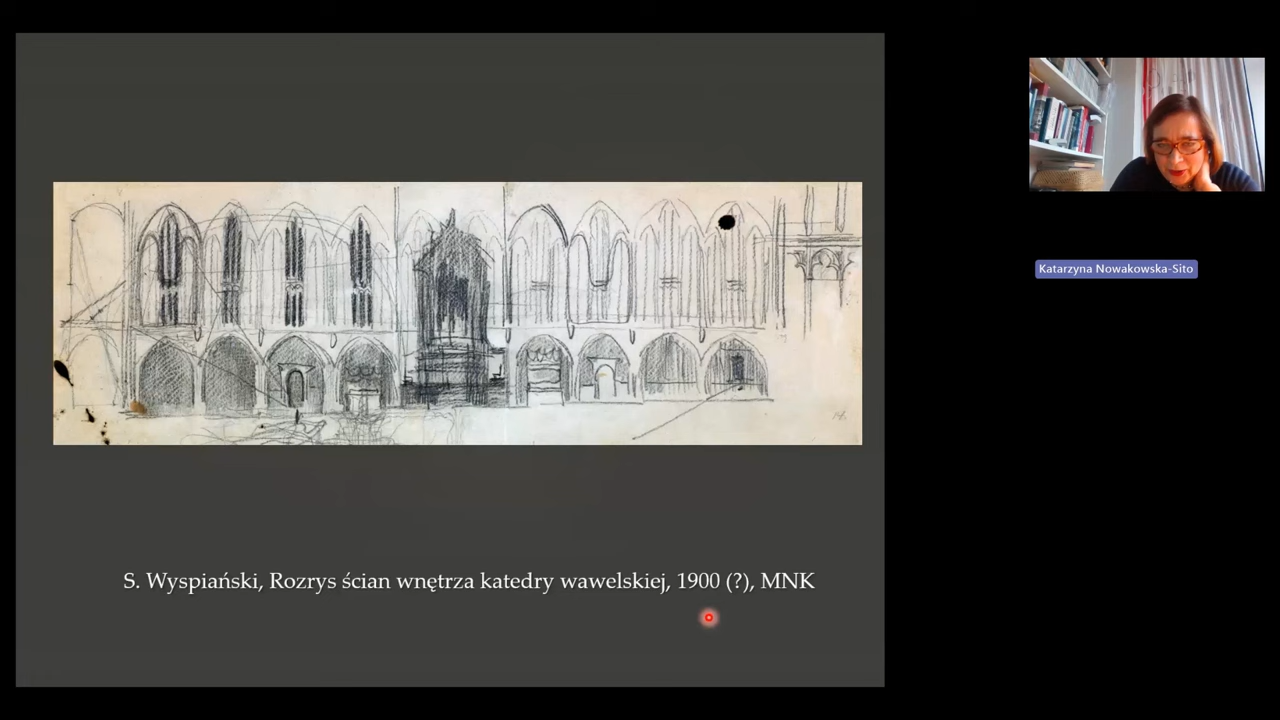 S. Wyspiański, Rozrys ścian wnętrza katedry wawelskiej, 1900 (?), MNK
Katarzyna Nowakowska-Sito